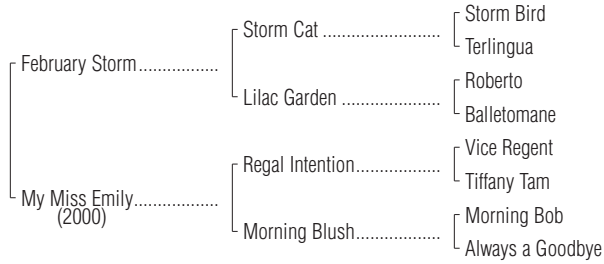 Storm Bird
Storm Cat ..............................
Terlingua
February Storm..................
Roberto
Lilac Garden .........................
Balletomane
Vice Regent
Regal Intention.....................
Tiffany Tam
My Miss Emily...................
(2000)
Morning Bob
Morning Blush.....................
Always a Goodbye